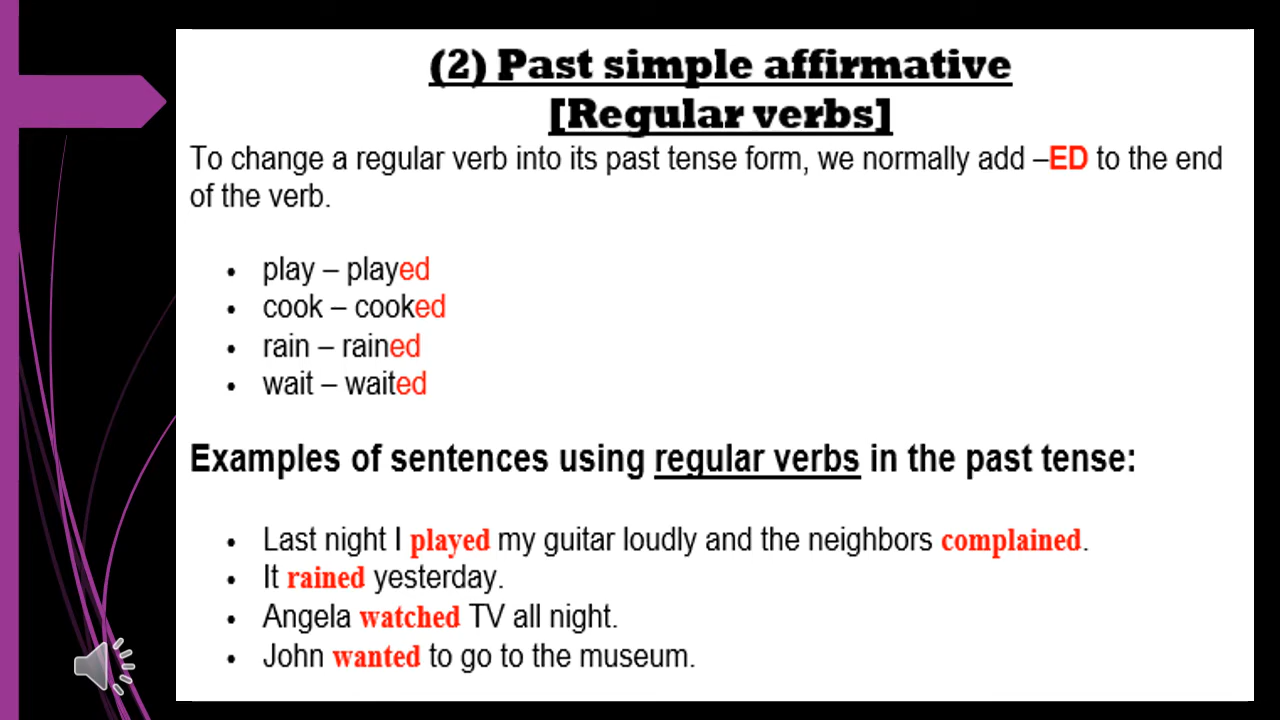 (2) Past simple affirmative
[Regular verbs]
To change a regular verb into its past tense form, we normally add –ED to the end
of the verb.
• play – played
• cook – cooked
• rain – rained
• wait – waited
Examples of sentences using regular verbs in the past tense:
• Last night I played my guitar loudly and the neighbors complained.
• It rained yesterday.
• Angela watched TV all night.
• John wanted to go to the museum.